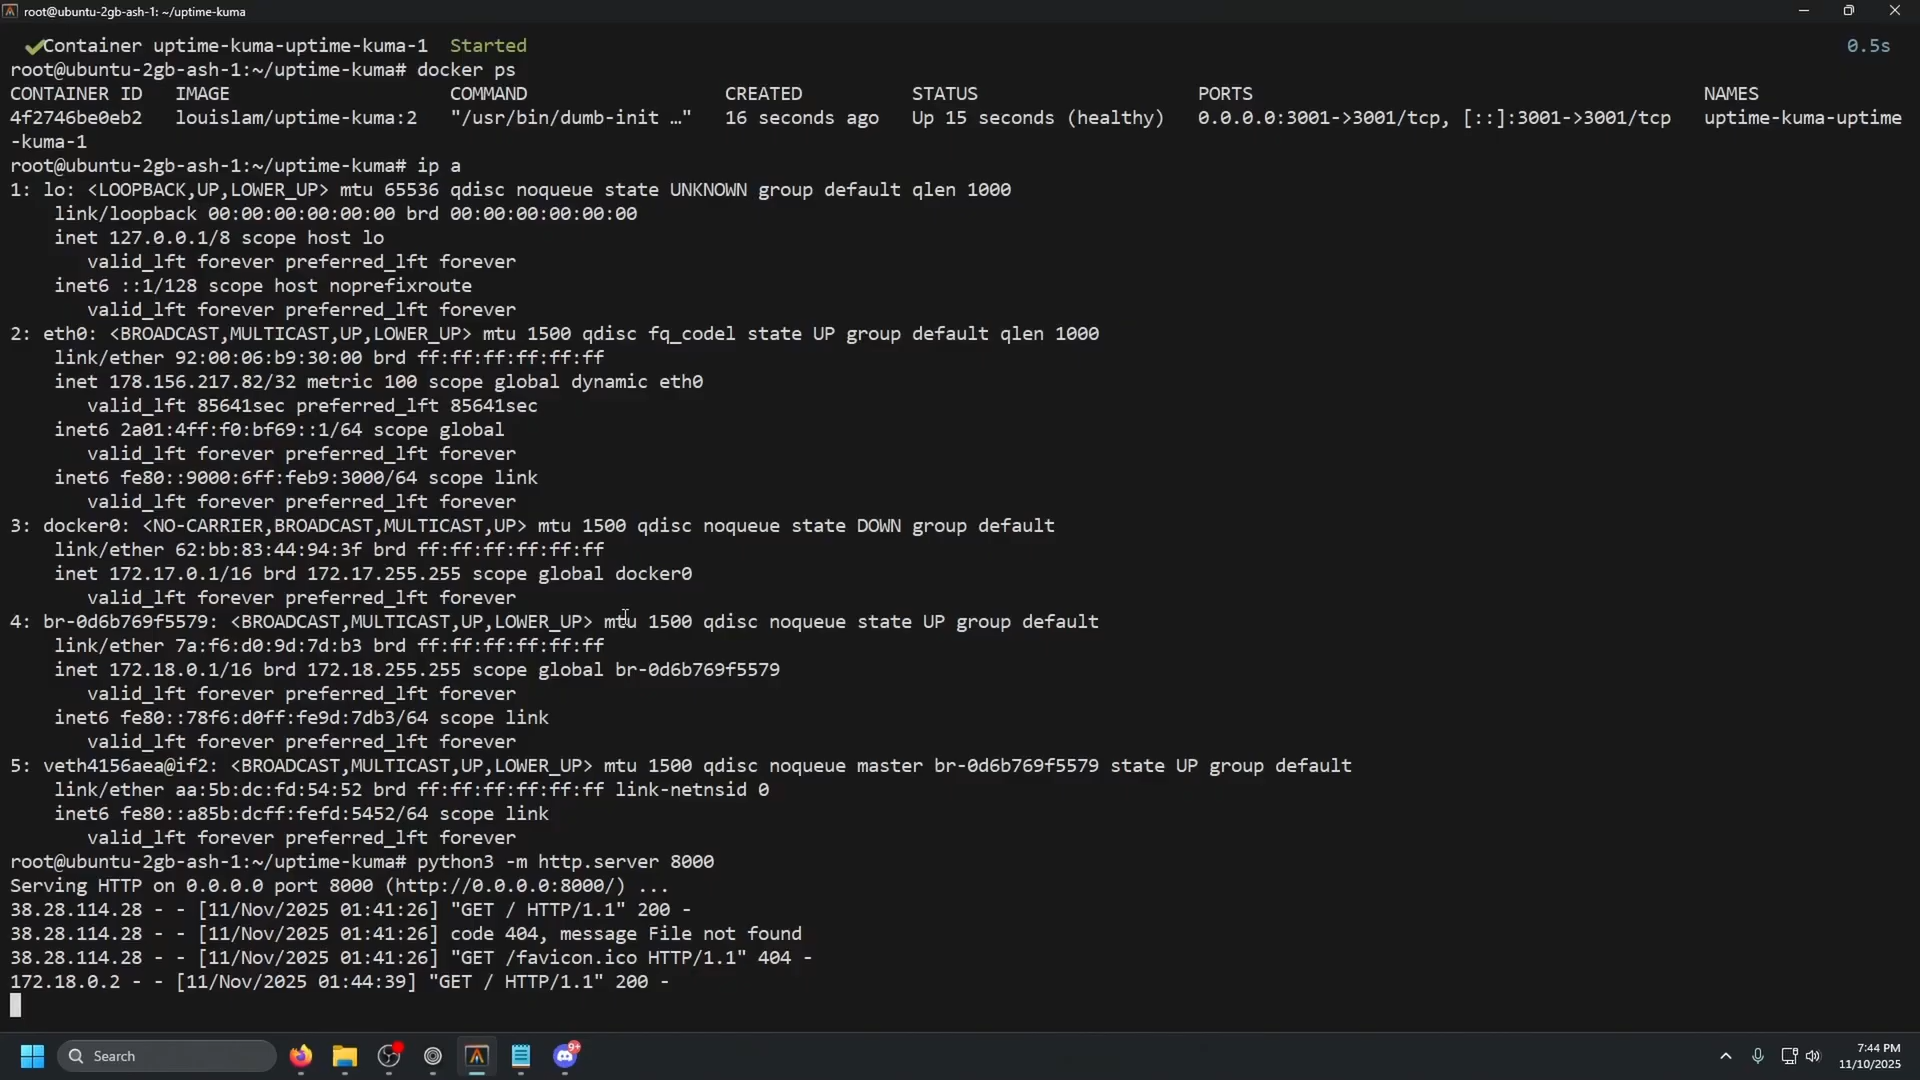 root@ubuntu-2gb-ash-1: ~/uptime-kuma
✔Container uptime-kuma-uptime-kuma-1  Started 0.5s
root@ubuntu-2gb-ash-1:~/uptime-kuma# docker ps
CONTAINER ID   IMAGE                    COMMAND                  CREATED          STATUS                    PORTS                                         NAMES
4f2746be0eb2   louislam/uptime-kuma:2   "/usr/bin/dumb-init …"   16 seconds ago   Up 15 seconds (healthy)   0.0.0.0:3001->3001/tcp, [::]:3001->3001/tcp   uptime-kuma-uptime
-kuma-1
root@ubuntu-2gb-ash-1:~/uptime-kuma# ip a
1: lo: <LOOPBACK,UP,LOWER_UP> mtu 65536 qdisc noqueue state UNKNOWN group default qlen 1000
    link/loopback 00:00:00:00:00:00 brd 00:00:00:00:00:00
    inet 127.0.0.1/8 scope host lo
       valid_lft forever preferred_lft forever
    inet6 ::1/128 scope host noprefixroute
       valid_lft forever preferred_lft forever
2: eth0: <BROADCAST,MULTICAST,UP,LOWER_UP> mtu 1500 qdisc fq_codel state UP group default qlen 1000
    link/ether 92:00:06:b9:30:00 brd ff:ff:ff:ff:ff:ff
    inet 178.156.217.82/32 metric 100 scope global dynamic eth0
       valid_lft 85641sec preferred_lft 85641sec
    inet6 2a01:4ff:f0:bf69::1/64 scope global
       valid_lft forever preferred_lft forever
    inet6 fe80::9000:6ff:feb9:3000/64 scope link
       valid_lft forever preferred_lft forever
3: docker0: <NO-CARRIER,BROADCAST,MULTICAST,UP> mtu 1500 qdisc noqueue state DOWN group default
    link/ether 62:bb:83:44:94:3f brd ff:ff:ff:ff:ff:ff
    inet 172.17.0.1/16 brd 172.17.255.255 scope global docker0
       valid_lft forever preferred_lft forever
4: br-0d6b769f5579: <BROADCAST,MULTICAST,UP,LOWER_UP> mtu 1500 qdisc noqueue state UP group default
    link/ether 7a:f6:d0:9d:7d:b3 brd ff:ff:ff:ff:ff:ff
    inet 172.18.0.1/16 brd 172.18.255.255 scope global br-0d6b769f5579
       valid_lft forever preferred_lft forever
    inet6 fe80::78f6:d0ff:fe9d:7db3/64 scope link
       valid_lft forever preferred_lft forever
5: veth4156aea@if2: <BROADCAST,MULTICAST,UP,LOWER_UP> mtu 1500 qdisc noqueue master br-0d6b769f5579 state UP group default
    link/ether aa:5b:dc:fd:54:52 brd ff:ff:ff:ff:ff:ff link-netnsid 0
    inet6 fe80::a85b:dcff:fefd:5452/64 scope link
       valid_lft forever preferred_lft forever
root@ubuntu-2gb-ash-1:~/uptime-kuma# python3 -m http.server 8000
Serving HTTP on 0.0.0.0 port 8000 (http://0.0.0.0:8000/) ...
38.28.114.28 - - [11/Nov/2025 01:41:26] "GET / HTTP/1.1" 200 -
38.28.114.28 - - [11/Nov/2025 01:41:26] code 404, message File not found
38.28.114.28 - - [11/Nov/2025 01:41:26] "GET /favicon.ico HTTP/1.1" 404 -
172.18.0.2 - - [11/Nov/2025 01:44:39] "GET / HTTP/1.1" 200 -
Search
9+
7:44 PM
11/10/2025